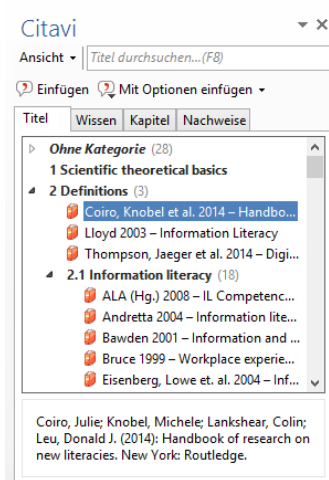 Citavi
Ansicht Titel durchsuchen...(F8)
Einfügen Mit Optionen einfügen
Titel Wissen Kapitel Nachweise
Ohne Kategorie (28)
1 Scientific theoretical basics
2 Definitions (3)
Coiro, Knobel et al. 2014 – Handbo...
Lloyd 2003 – Information Literacy
Thompson, Jaeger et al. 2014 – Digi...
2.1 Information literacy (18)
ALA (Hg.) 2008 – IL Competenc...
Andretta 2004 – Information lite...
Bawden 2001 – Information and ...
Bruce 1999 – Workplace experie...
Eisenberg, Lowe et. al. 2004 – Inf...
Coiro, Julie; Knobel, Michele; Lankshear, Colin;
Leu, Donald J. (2014): Handbook of research on
new literacies. New York: Routledge.